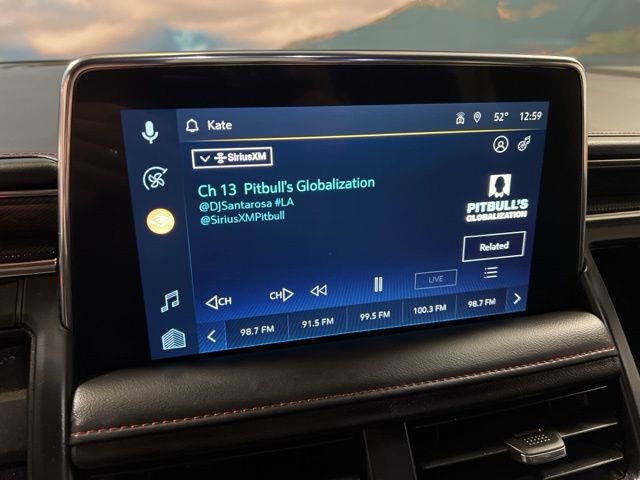 Kate
52° 12:59
SiriusXM
Ch 13 Pitbull's Globalization
@DJSantarosa #LA
@SiriusXMPitbull
PITBULL'S
GLOBALIZATION
Related
CH
CH
LIVE
98.7 FM
91.5 FM
99.5 FM
100.3 FM
98.7 FM